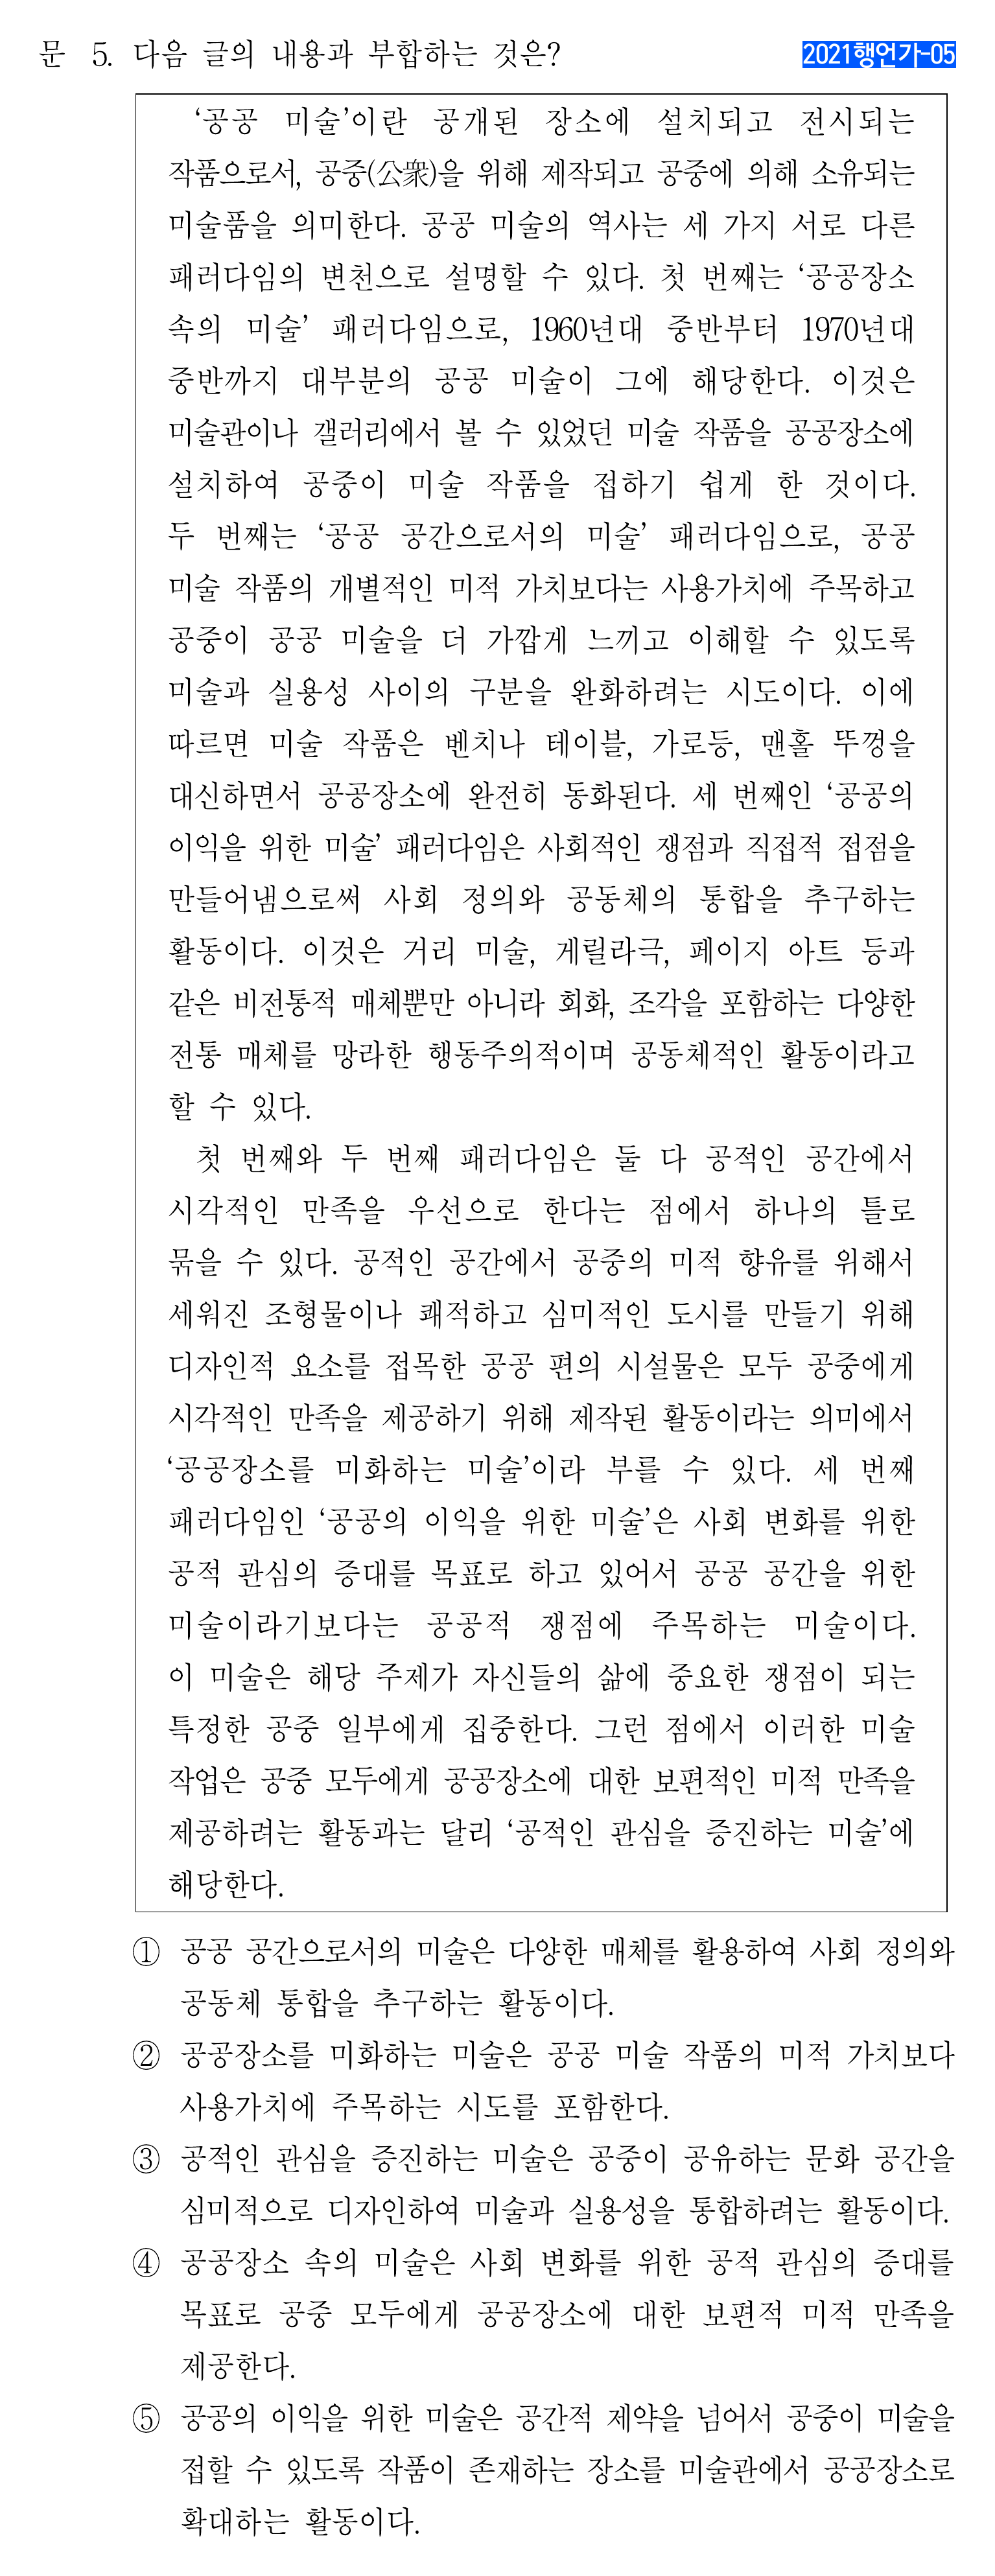 문 5. 다음 글의 내용과 부합하는 것은?
2021행언가-05
‘공공 미술’이란 공개된 장소에 설치되고 전시되는
작품으로서, 공중(公衆)을 위해 제작되고 공중에 의해 소유되는
미술품을 의미한다. 공공 미술의 역사는 세 가지 서로 다른
패러다임의 변천으로 설명할 수 있다. 첫 번째는 ‘공공장소
속의 미술’ 패러다임으로, 1960년대 중반부터 1970년대
중반까지 대부분의 공공 미술이 그에 해당한다. 이것은
미술관이나 갤러리에서 볼 수 있었던 미술 작품을 공공장소에
설치하여 공중이 미술 작품을 접하기 쉽게 한 것이다.
두 번째는 ‘공공 공간으로서의 미술’ 패러다임으로, 공공
미술 작품의 개별적인 미적 가치보다는 사용가치에 주목하고
공중이 공공 미술을 더 가깝게 느끼고 이해할 수 있도록
미술과 실용성 사이의 구분을 완화하려는 시도이다. 이에
따르면 미술 작품은 벤치나 테이블, 가로등, 맨홀 뚜껑을
대신하면서 공공장소에 완전히 동화된다. 세 번째인 ‘공공의
이익을 위한 미술’ 패러다임은 사회적인 쟁점과 직접적 접점을
만들어냄으로써 사회 정의와 공동체의 통합을 추구하는
활동이다. 이것은 거리 미술, 게릴라극, 페이지 아트 등과
같은 비전통적 매체뿐만 아니라 회화, 조각을 포함하는 다양한
전통 매체를 망라한 행동주의적이며 공동체적인 활동이라고
할 수 있다.
첫 번째와 두 번째 패러다임은 둘 다 공적인 공간에서
시각적인 만족을 우선으로 한다는 점에서 하나의 틀로
묶을 수 있다. 공적인 공간에서 공중의 미적 향유를 위해서
세워진 조형물이나 쾌적하고 심미적인 도시를 만들기 위해
디자인적 요소를 접목한 공공 편의 시설물은 모두 공중에게
시각적인 만족을 제공하기 위해 제작된 활동이라는 의미에서
‘공공장소를 미화하는 미술’이라 부를 수 있다. 세 번째
패러다임인 ‘공공의 이익을 위한 미술’은 사회 변화를 위한
공적 관심의 증대를 목표로 하고 있어서 공공 공간을 위한
미술이라기보다는 공공적 쟁점에 주목하는 미술이다.
이 미술은 해당 주제가 자신들의 삶에 중요한 쟁점이 되는
특정한 공중 일부에게 집중한다. 그런 점에서 이러한 미술
작업은 공중 모두에게 공공장소에 대한 보편적인 미적 만족을
제공하려는 활동과는 달리 ‘공적인 관심을 증진하는 미술’에
해당한다.
① 공공 공간으로서의 미술은 다양한 매체를 활용하여 사회 정의와
공동체 통합을 추구하는 활동이다.
② 공공장소를 미화하는 미술은 공공 미술 작품의 미적 가치보다
사용가치에 주목하는 시도를 포함한다.
③ 공적인 관심을 증진하는 미술은 공중이 공유하는 문화 공간을
심미적으로 디자인하여 미술과 실용성을 통합하려는 활동이다.
④ 공공장소 속의 미술은 사회 변화를 위한 공적 관심의 증대를
목표로 공중 모두에게 공공장소에 대한 보편적 미적 만족을
제공한다.
⑤ 공공의 이익을 위한 미술은 공간적 제약을 넘어서 공중이 미술을
접할 수 있도록 작품이 존재하는 장소를 미술관에서 공공장소로
확대하는 활동이다.